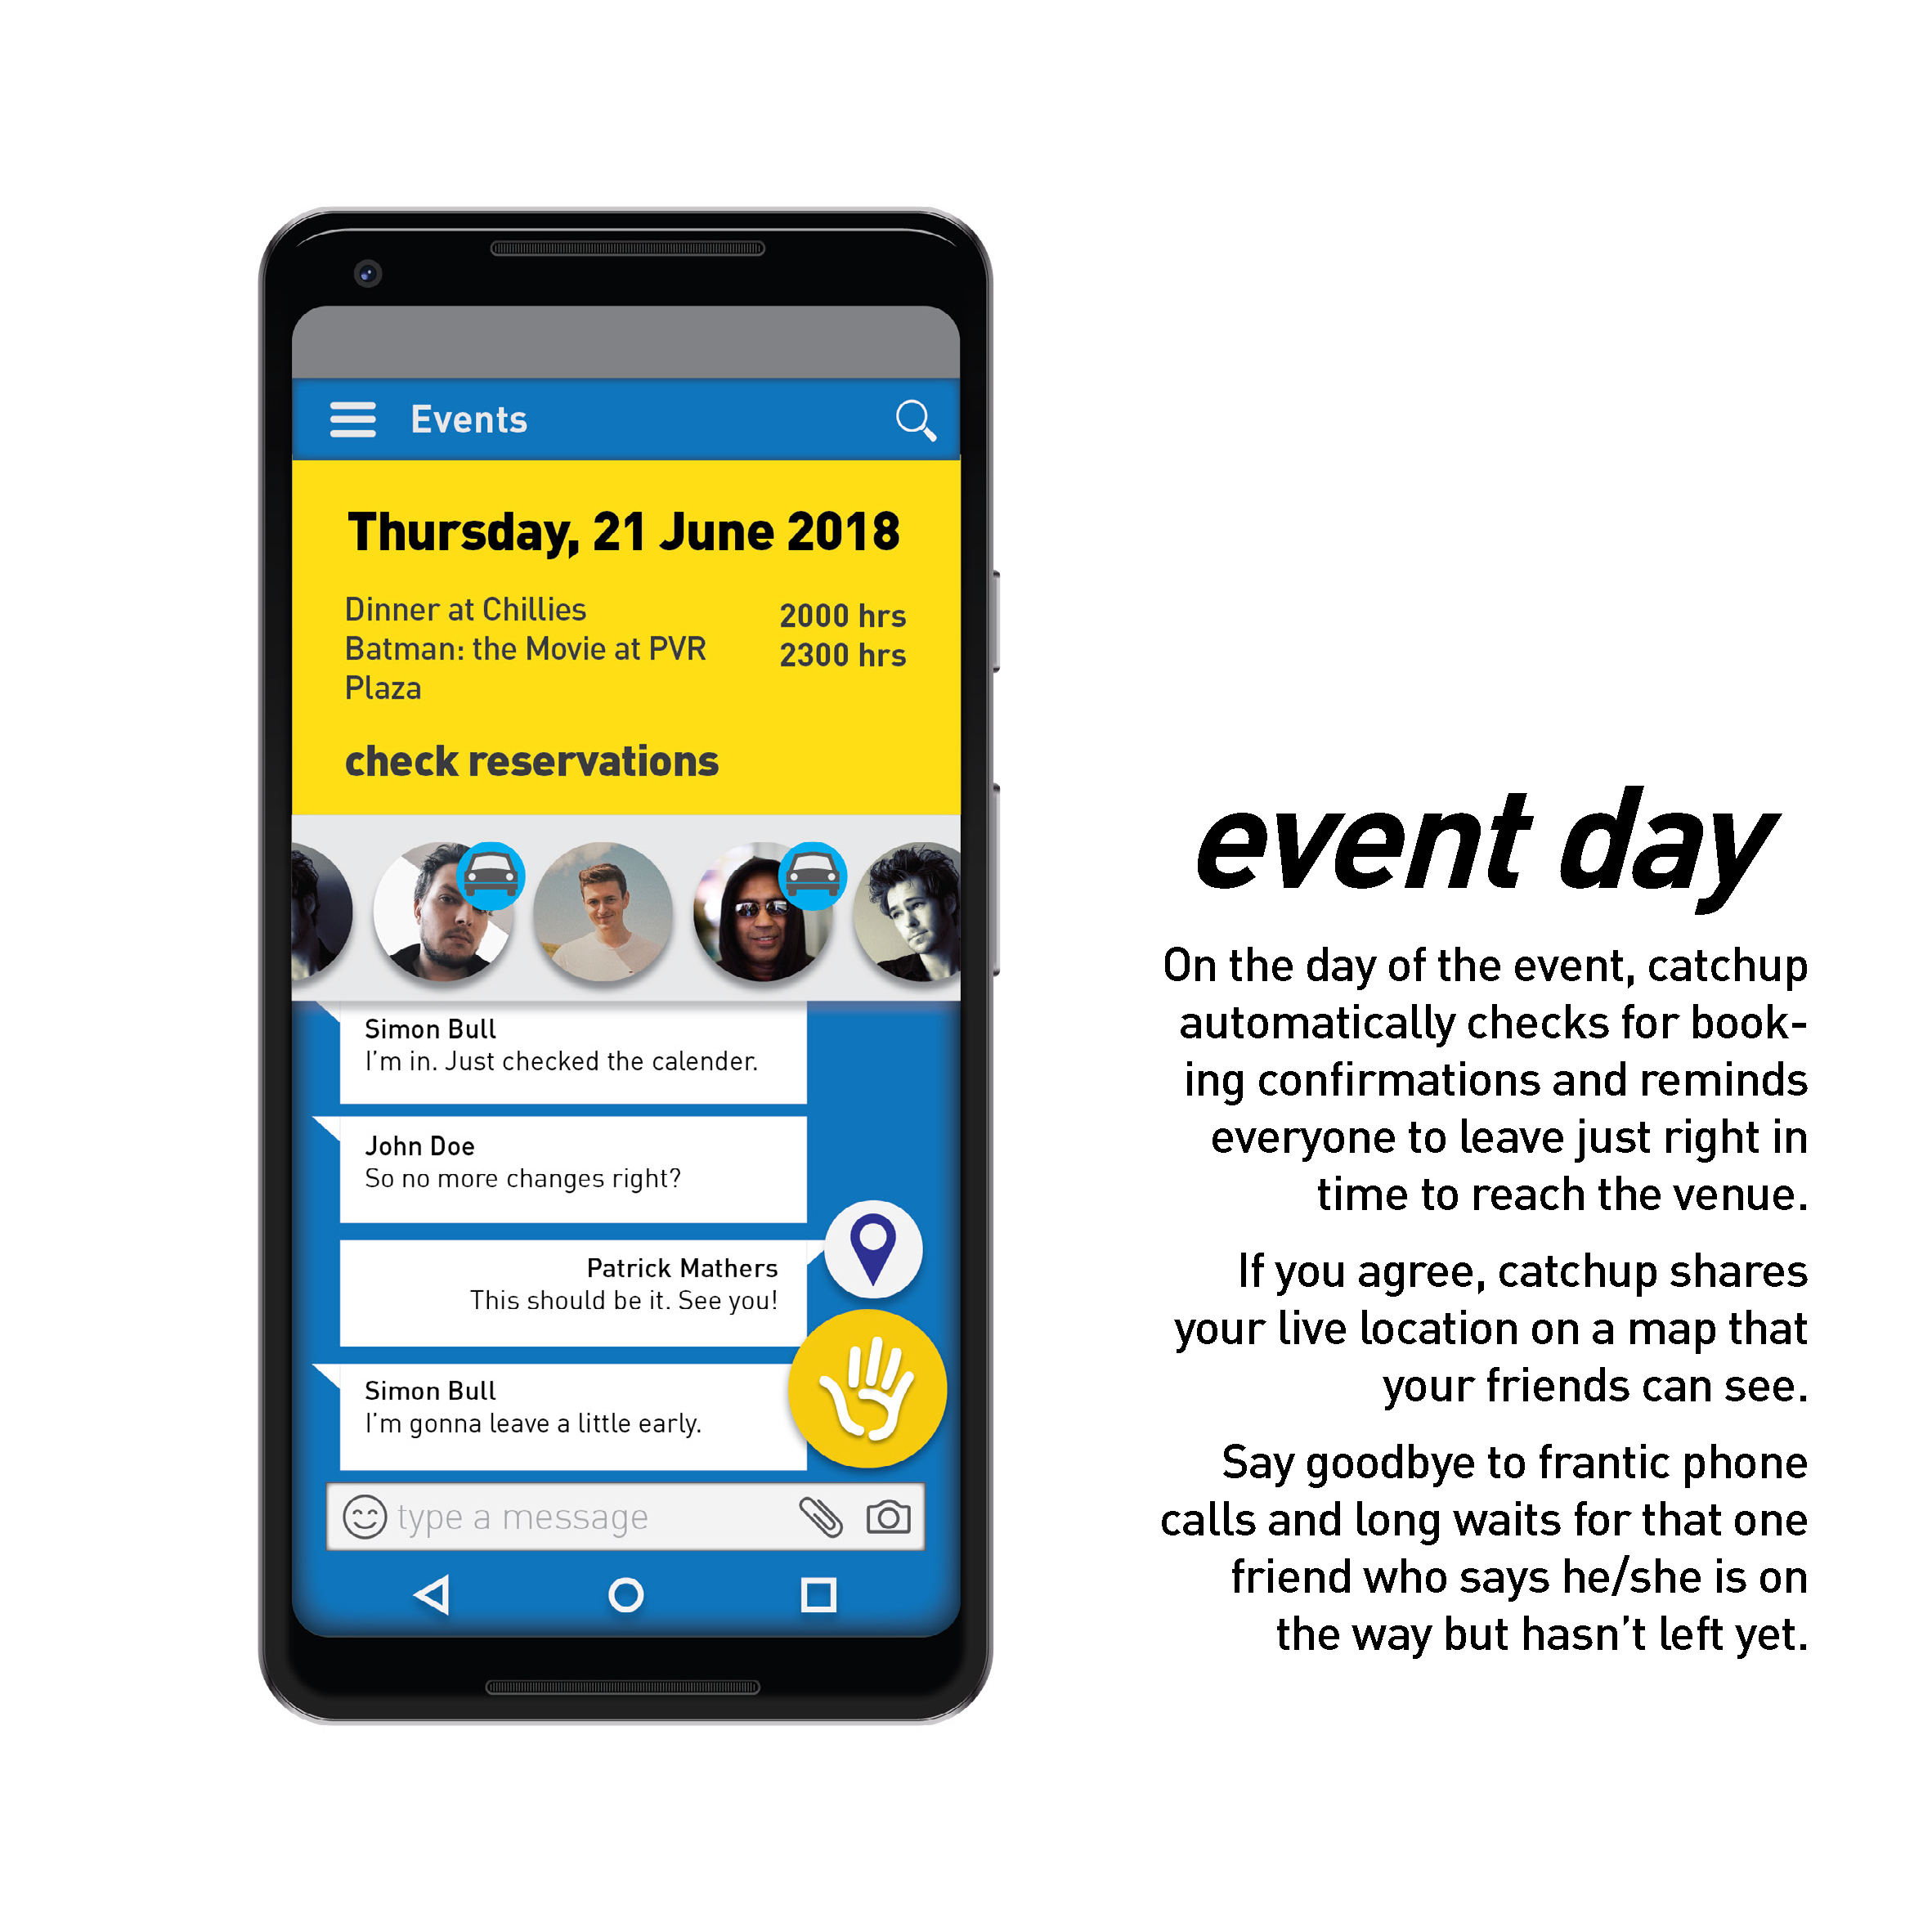 Events
Thursday, 21 June 2018
Dinner at Chillies
2000 hrs
Batman: the Movie at PVR
2300 hrs
Plaza
check reservations
Simon Bull
I'm in. Just checked the calender.
John Doe
So no more changes right?
Patrick Mathers
This should be it. See you!
Simon Bull
I'm gonna leave a little early.
type a message
event day
On the day of the event, catchup
automatically checks for book-
ing confirmations and reminds
everyone to leave just right in
time to reach the venue.
If you agree, catchup shares
your live location on a map that
your friends can see.
Say goodbye to frantic phone
calls and long waits for that one
friend who says he/she is on
the way but hasn't left yet.